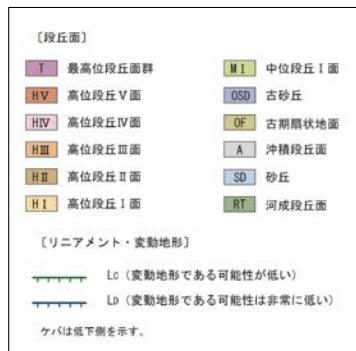 〔段丘面〕
T 最高位段丘面群
HⅤ 高位段丘Ⅴ面
HⅣ 高位段丘Ⅳ面
HⅢ 高位段丘Ⅲ面
HⅡ 高位段丘Ⅱ面
HⅠ 高位段丘Ⅰ面
MⅠ 中位段丘Ⅰ面
OSD 古砂丘
OF 古期扇状地面
A 沖積段丘面
SD 砂丘
RT 河成段丘面
〔リニアメント・変動地形〕
LC（変動地形である可能性が低い）
LD（変動地形である可能性は非常に低い）
ケバは低下側を示す。